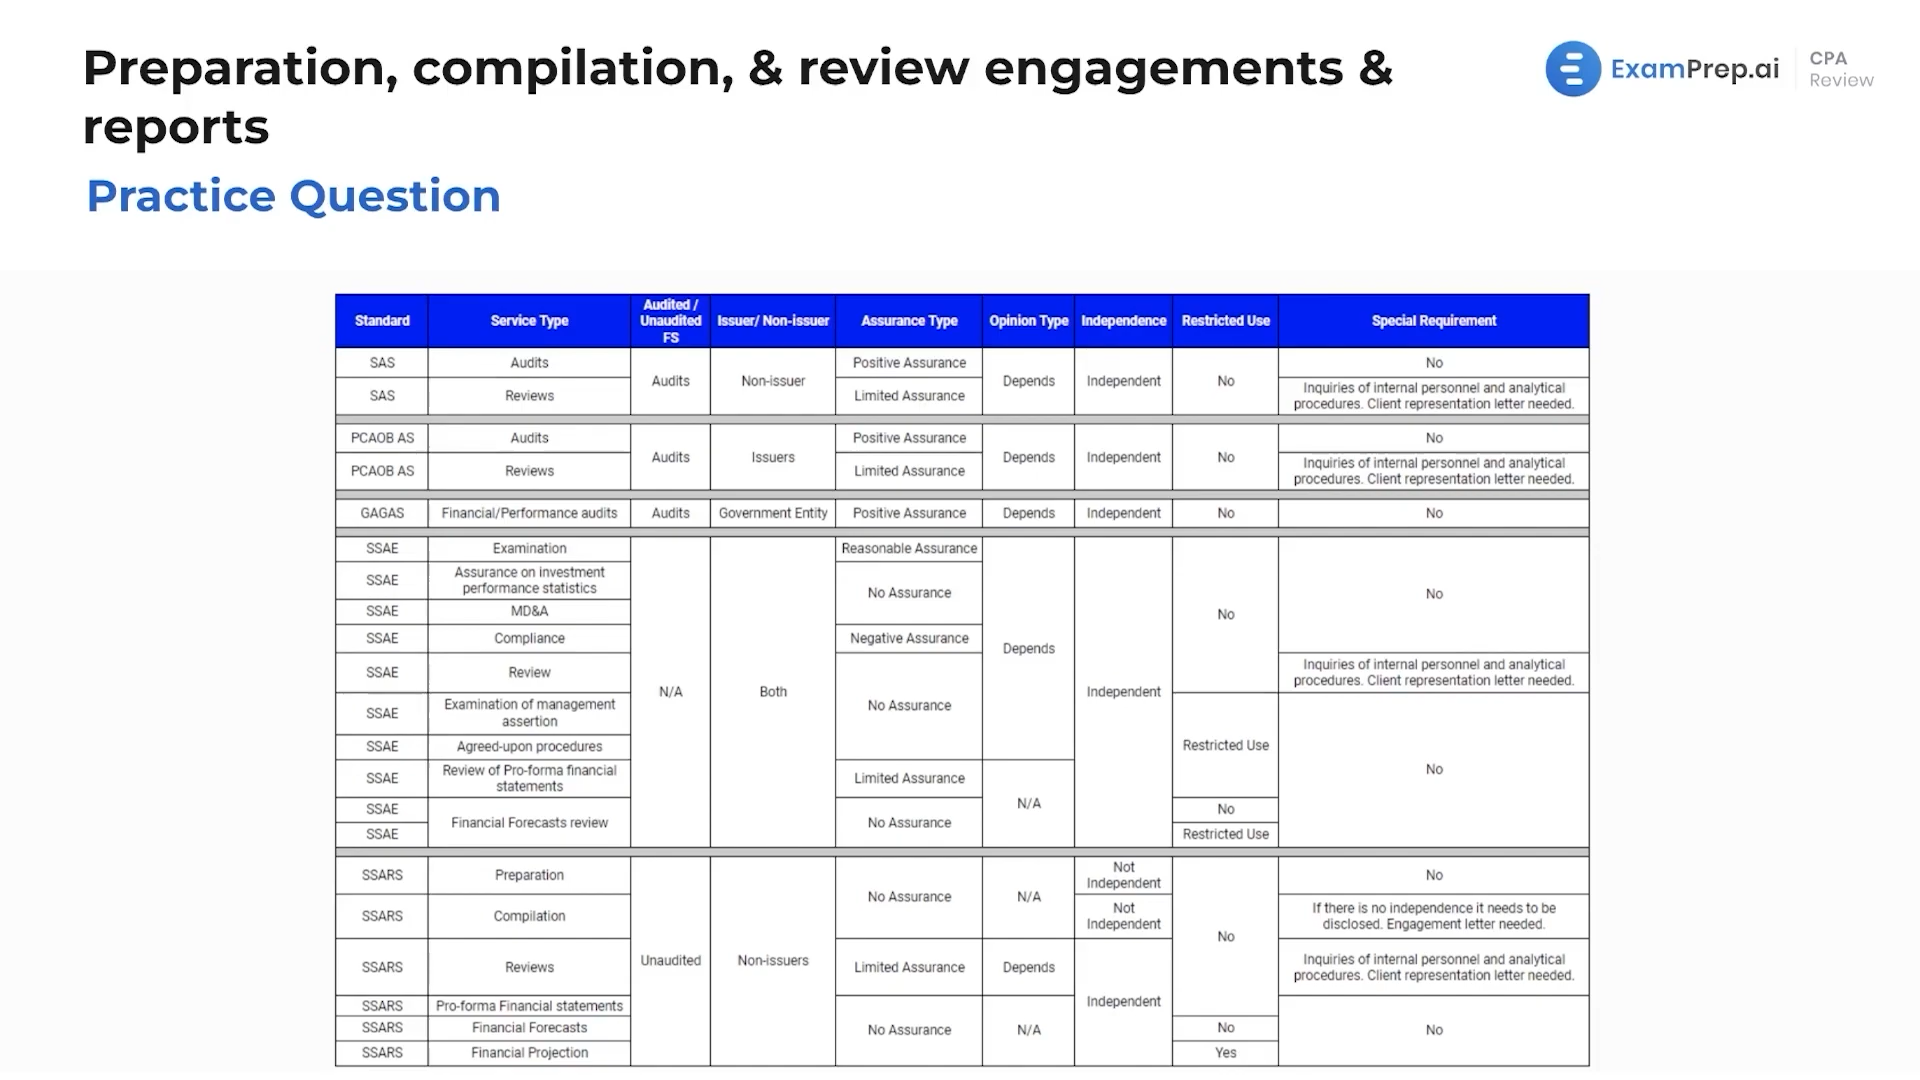 Preparation, compilation, & review engagements &
reports
Practice Question
ExamPrep.ai
CPA
Review
Standard
Service Type
Audited /
Unaudited
FS
Issuer/ Non-issuer
Assurance Type
Opinion Type
Independence
Restricted Use
Special Requirement
SAS
Audits
Audits
Non-issuer
Positive Assurance
Depends
Independent
No
No
SAS
Reviews
Limited Assurance
Inquiries of internal personnel and analytical
procedures. Client representation letter needed.
PCAOB AS
Audits
Audits
Issuers
Positive Assurance
Depends
Independent
No
No
PCAOB AS
Reviews
Limited Assurance
Inquiries of internal personnel and analytical
procedures. Client representation letter needed.
GAGAS
Financial/Performance audits
Audits
Government Entity
Positive Assurance
Depends
Independent
No
No
SSAE
Examination
N/A
Both
Reasonable Assurance
Depends
Independent
No
No
SSAE
Assurance on investment
performance statistics
No Assurance
SSAE
MD&A
SSAE
Compliance
Negative Assurance
SSAE
Review
No Assurance
Inquiries of internal personnel and analytical
procedures. Client representation letter needed.
SSAE
Examination of management
assertion
Restricted Use
No
SSAE
Agreed-upon procedures
SSAE
Review of Pro-forma financial
statements
Limited Assurance
N/A
SSAE
Financial Forecasts review
No Assurance
No
SSAE
Restricted Use
SSARS
Preparation
Unaudited
Non-issuers
No Assurance
N/A
Not
Independent
No
No
SSARS
Compilation
Not
Independent
If there is no independence it needs to be
disclosed. Engagement letter needed.
SSARS
Reviews
Limited Assurance
Depends
Independent
Inquiries of internal personnel and analytical
procedures. Client representation letter needed.
SSARS
Pro-forma Financial statements
No Assurance
N/A
No
SSARS
Financial Forecasts
No
SSARS
Financial Projection
Yes